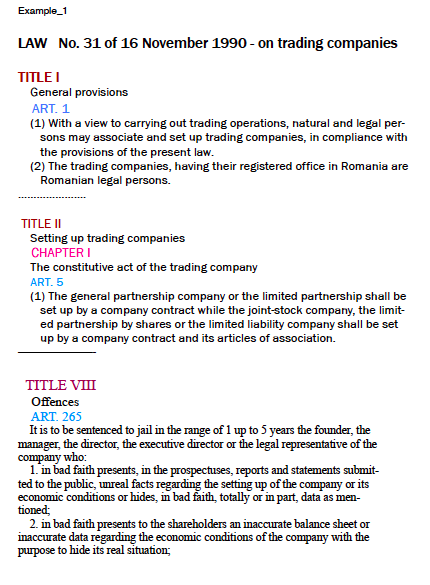 Example_1
LAW No. 31 of 16 November 1990 - on trading companies
TITLE I
General provisions
ART. 1
(1) With a view to carrying out trading operations, natural and legal per-
sons may associate and set up trading companies, in compliance with
the provisions of the present law.
(2) The trading companies, having their registered office in Romania are
Romanian legal persons.
......................
TITLE II
Setting up trading companies
CHAPTER I
The constitutive act of the trading company
ART. 5
(1) The general partnership company or the limited partnership shall be
set up by a company contract while the joint-stock company, the limit-
ed partnership by shares or the limited liability company shall be set
up by a company contract and its articles of association.
TITLE VIII
Offences
ART. 265
It is to be sentenced to jail in the range of 1 up to 5 years the founder, the
manager, the director, the executive director or the legal representative of the
company who:
1. in bad faith presents, in the prospectuses, reports and statements submit-
ted to the public, unreal facts regarding the setting up of the company or its
economic conditions or hides, in bad faith, totally or in part, data as men-
tioned;
2. in bad faith presents to the shareholders an inaccurate balance sheet or
inaccurate data regarding the economic conditions of the company with the
purpose to hide its real situation;